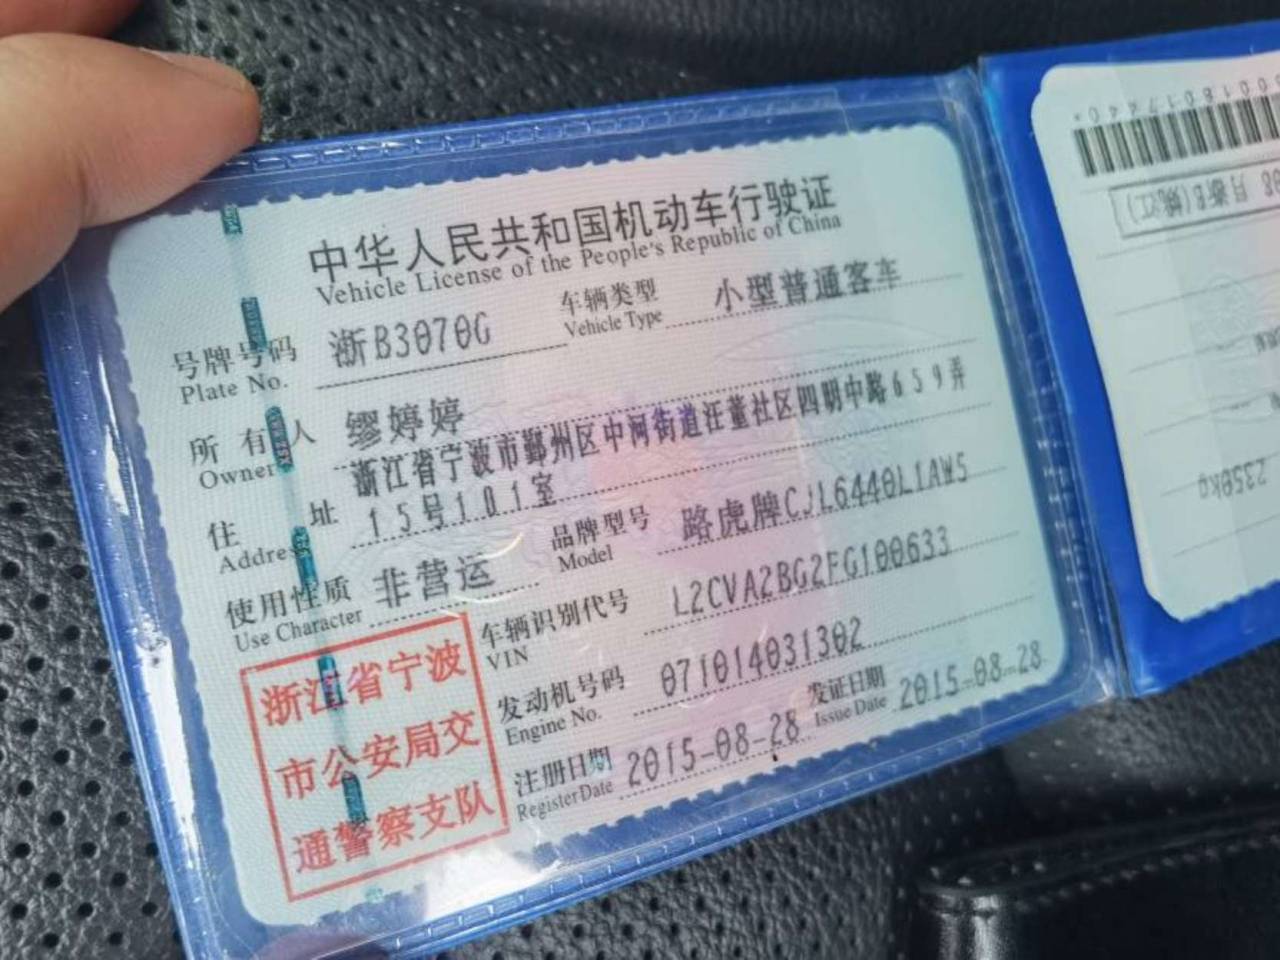 中华人民共和国机动车行驶证
Vehicle License of the People's Republic of China
号牌号码 浙B3070G 车辆类型 小型普通客车
Plate No. Vehicle Type
所有人 缪婷婷
Owner
住址 浙江省宁波市鄞州区中河街道汪董社区四明中路659弄
Address 15号101室
使用性质 非营运 品牌型号 路虎牌CJL6440L1AW5
Use Character Model
车辆识别代号 L2CVA2BG2FG100633
VIN
发动机号码 071014031302
Engine No.
注册日期 2015-08-28 发证日期 2015-08-28
Register Date Issue Date
浙江省宁波
市公安局交
通警察支队
08 月浙B(甬江)
2350kg